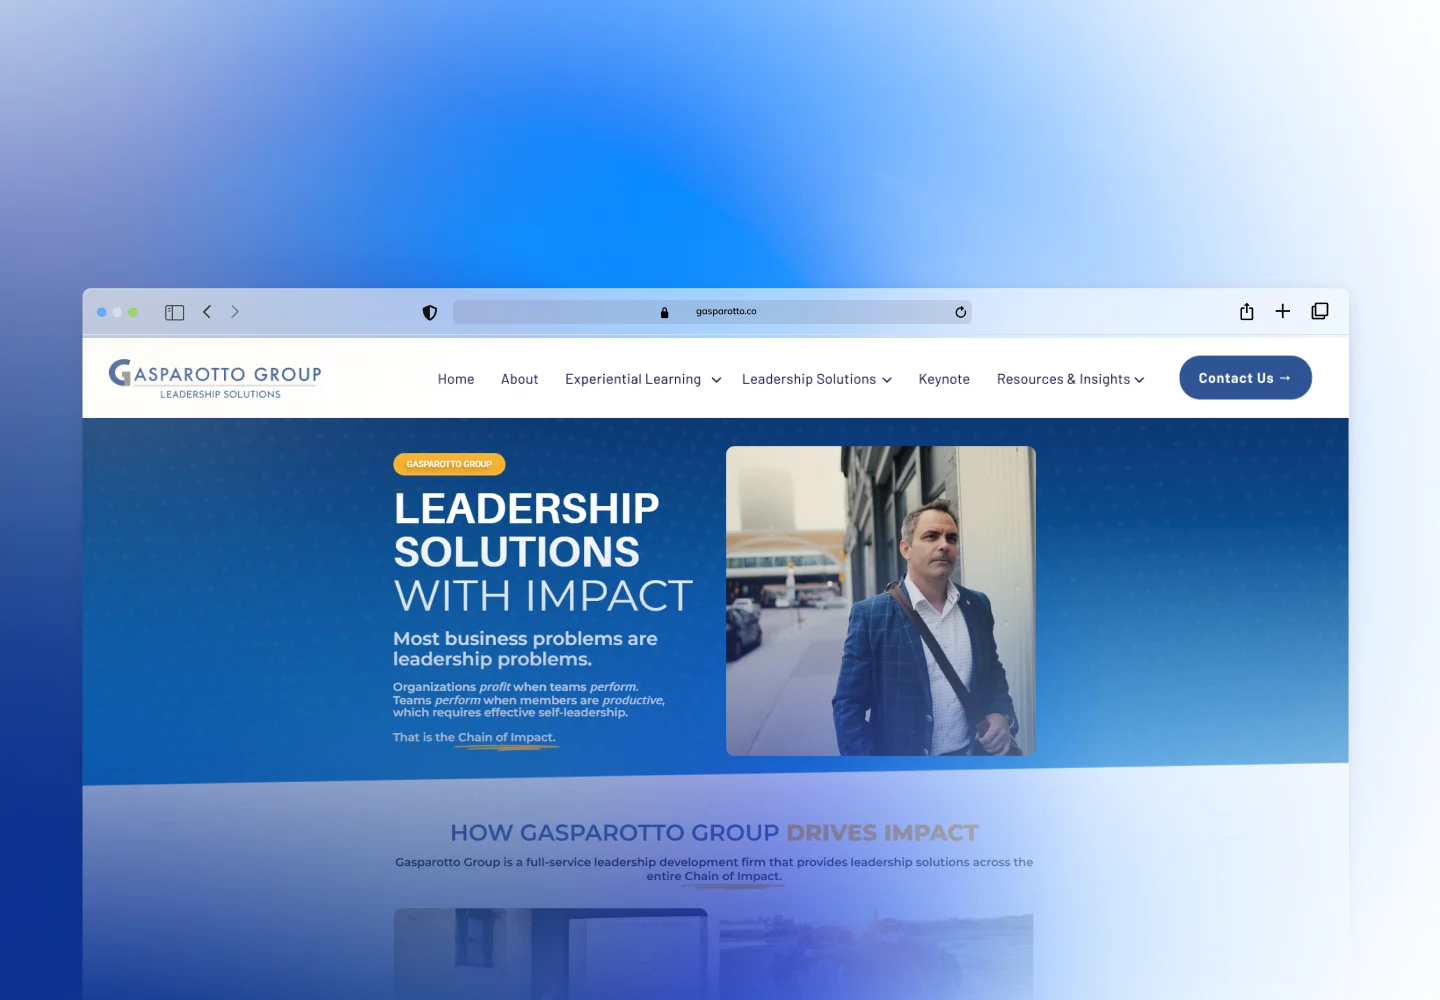 gasparotto.co
GASPAROTTO GROUP
LEADERSHIP SOLUTIONS
Home
About
Experiential Learning
Leadership Solutions
Keynote
Resources & Insights
Contact Us →
GASPAROTTO GROUP
LEADERSHIP
SOLUTIONS
WITH IMPACT
Most business problems are
leadership problems.
Organizations profit when teams perform.
Teams perform when members are productive,
which requires effective self-leadership.
That is the Chain of Impact.
HOW GASPAROTTO GROUP DRIVES IMPACT
Gasparotto Group is a full-service leadership development firm that provides leadership solutions across the
entire Chain of Impact.